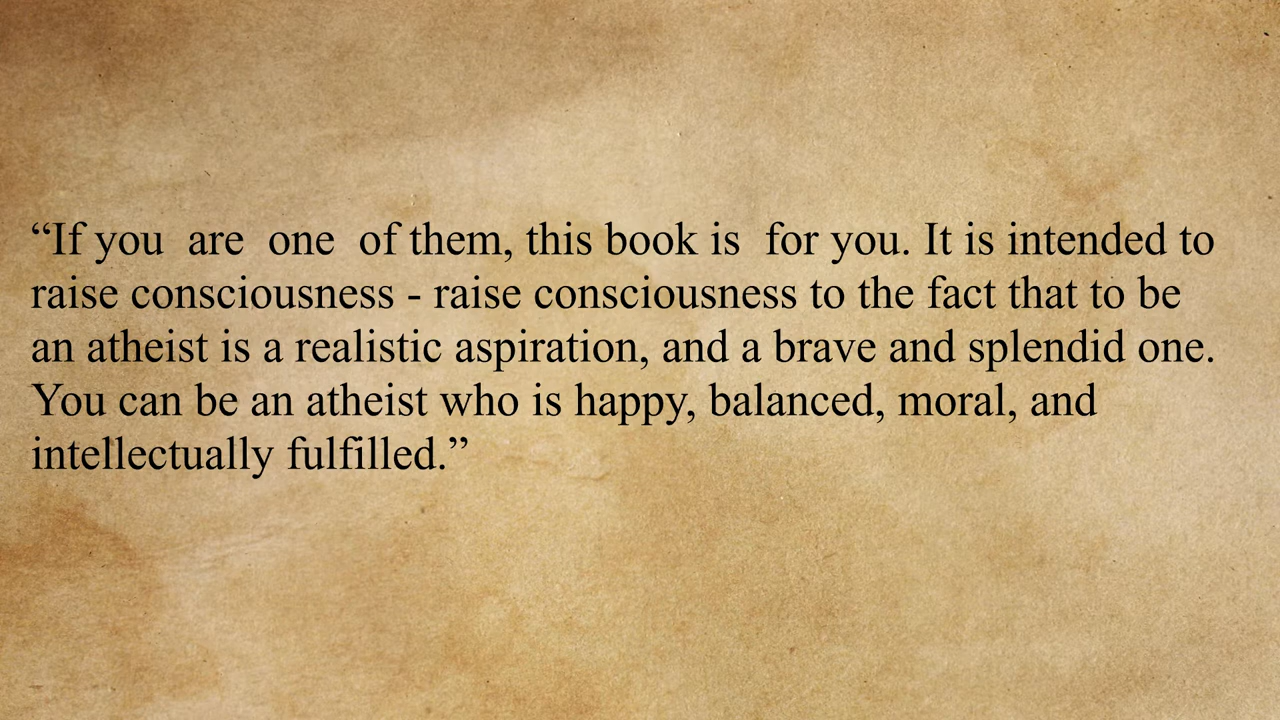 “If you  are  one  of them, this book is  for you. It is intended to
raise consciousness - raise consciousness to the fact that to be
an atheist is a realistic aspiration, and a brave and splendid one.
You can be an atheist who is happy, balanced, moral, and
intellectually fulfilled.”